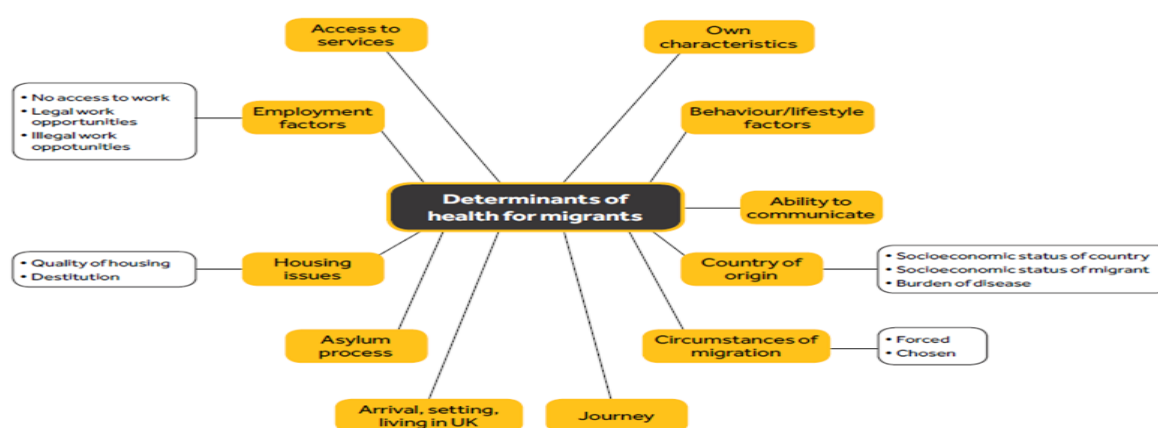 Access to
services
Own
characteristics
• No access to work
• Legal work
opportunities
• Illegal work
oppotunities
Employment
factors
Behaviour/lifestyle
factors
Determinants of
health for migrants
Ability to
communicate
• Quality of housing
• Destitution
Housing
issues
Country of
origin
• Socioeconomic status of country
• Socioeconomic status of migrant
• Burden of disease
Asylum
process
Circumstances of
migration
• Forced
• Chosen
Arrival, setting,
living in UK
Journey